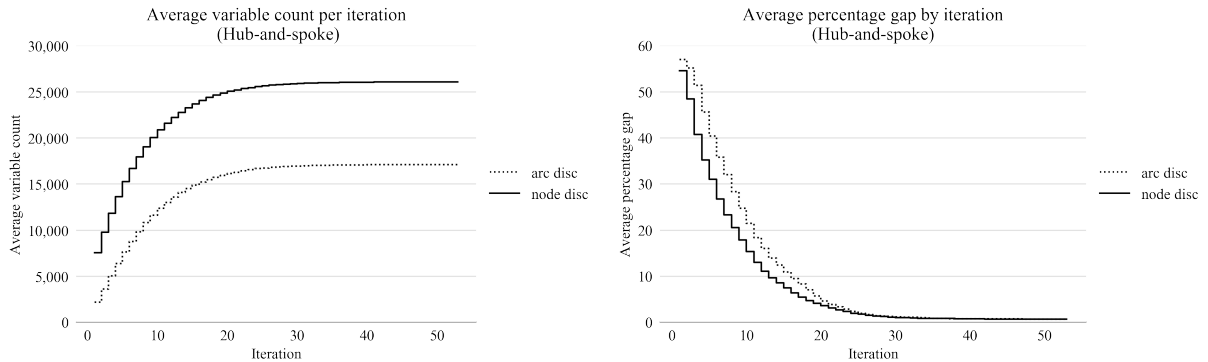 Average variable count per iteration
(Hub-and-spoke)
30,000
25,000
20,000
15,000
10,000
5,000
0
Average variable count
0 10 20 30 40 50
Iteration
arc disc
node disc
Average percentage gap by iteration
(Hub-and-spoke)
60
50
40
30
20
10
0
Average percentage gap
0 10 20 30 40 50
Iteration
arc disc
node disc